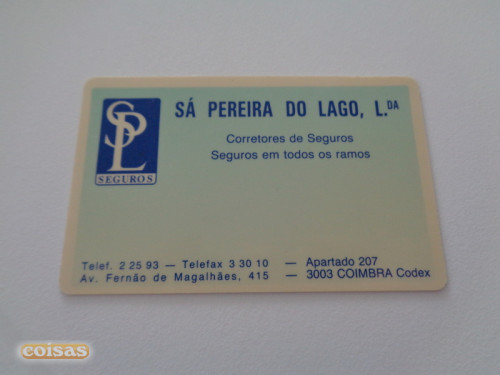 SPL
SEGUROS
SÁ PEREIRA DO LAGO, L.DA
Corretores de Seguros
Seguros em todos os ramos
Telef. 2 25 93 — Telefax 3 30 10 — Apartado 207
Av. Fernão de Magalhães, 415 — 3003 COIMBRA Codex
coisas